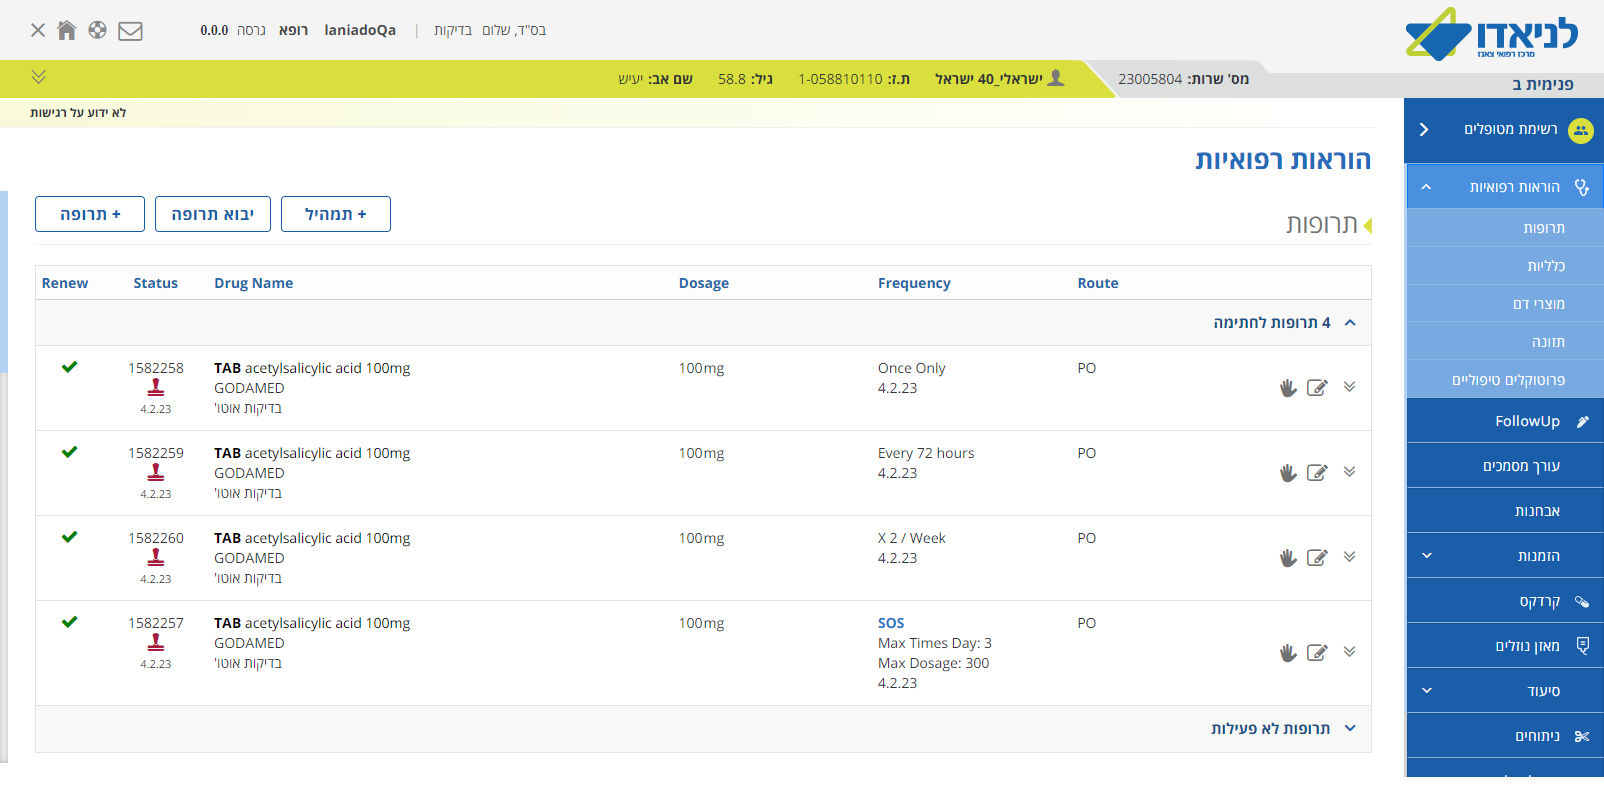 לניאדו
מרכז רפואי צאנז
בס"ד, שלום בדיקות | laniadoQa רופא גרסה 0.0.0
פנימית ב
מס' שרות: 23005804
ישראלי_40 ישראל ת.ז: 1-058810110 גיל: 58.8 שם אב: יעיש
לא ידוע על רגישות
רשימת מטופלים
הוראות רפואיות
תרופות
כלליות
מוצרי דם
תזונה
פרוטוקלים טיפוליים
FollowUp
עורך מסמכים
אבחנות
הזמנות
קרדקס
מאזן נוזלים
סיעוד
ניתוחים
הוראות רפואיות
תרופות
+ תמהיל
יבוא תרופה
+ תרופה
Renew Status Drug Name Dosage Frequency Route
4 תרופות לחתימה
1582258 TAB acetylsalicylic acid 100mg 100mg Once Only PO
GODAMED 4.2.23
4.2.23 בדיקות אוטו'
1582259 TAB acetylsalicylic acid 100mg 100mg Every 72 hours PO
GODAMED 4.2.23
4.2.23 בדיקות אוטו'
1582260 TAB acetylsalicylic acid 100mg 100mg X 2 / Week PO
GODAMED 4.2.23
4.2.23 בדיקות אוטו'
1582257 TAB acetylsalicylic acid 100mg 100mg SOS PO
GODAMED Max Times Day: 3
4.2.23 בדיקות אוטו' Max Dosage: 300
4.2.23
תרופות לא פעילות